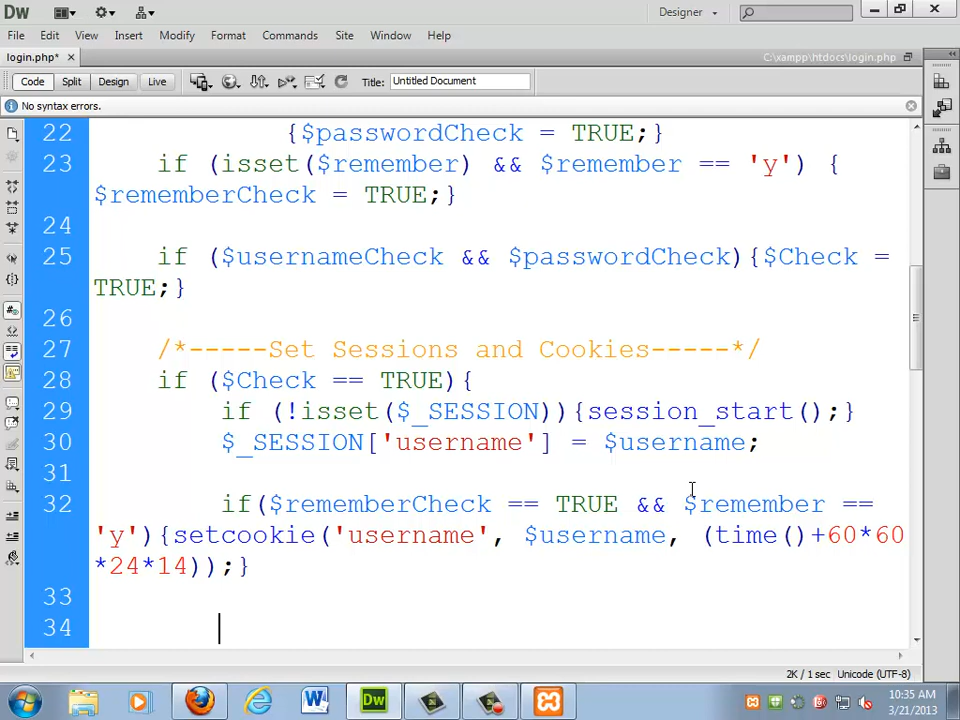 Dw
Designer
File Edit View Insert Modify Format Commands Site Window Help
login.php* x
C:\xampp\htdocs\login.php
Code Split Design Live Title: Untitled Document
No syntax errors.
22 {$passwordCheck = TRUE;}
23 if (isset($remember) && $remember == 'y') {
$rememberCheck = TRUE;}
24
25 if ($usernameCheck && $passwordCheck){$Check =
TRUE;}
26
27 /*-----Set Sessions and Cookies-----*/
28 if ($Check == TRUE){
29 if (!isset($_SESSION)){session_start();}
30 $_SESSION['username'] = $username;
31
32 if($rememberCheck == TRUE && $remember ==
'y'){setcookie('username', $username, (time()+60*60
*24*14));}
33
34
2K / 1 sec Unicode (UTF-8)
W Dw
10:35 AM
3/21/2013